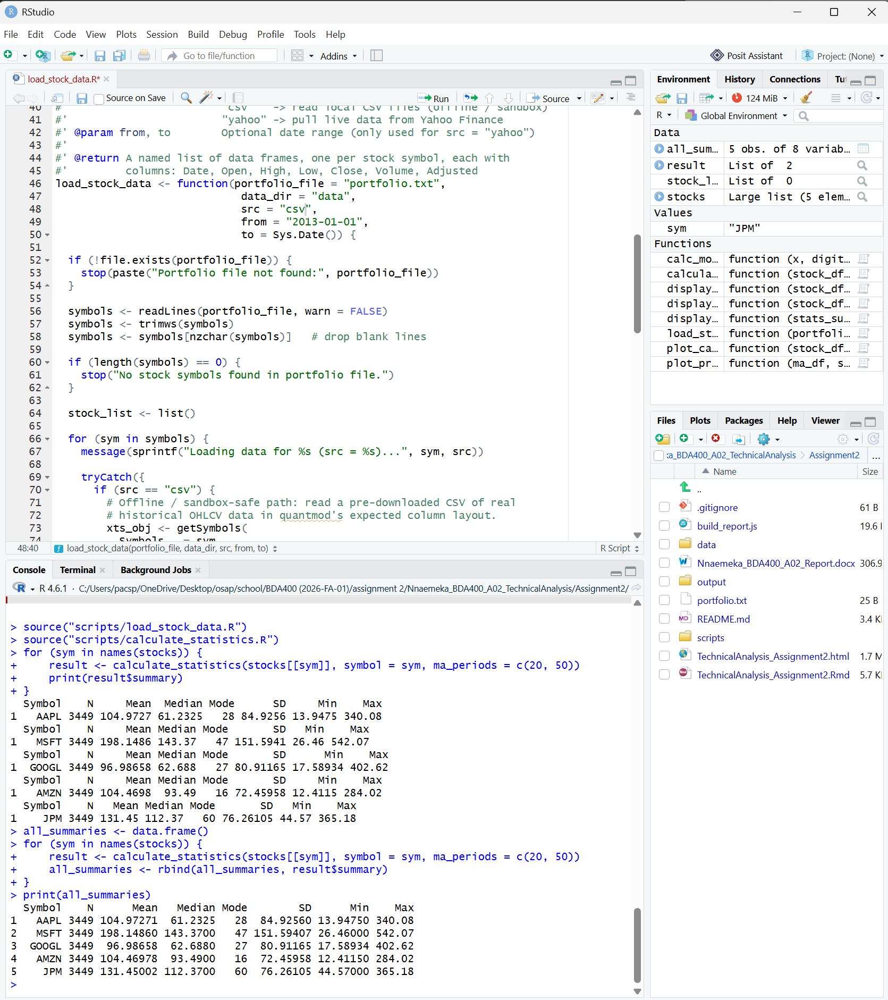 RStudio
File Edit Code View Plots Session Build Debug Profile Tools Help
Go to file/function Addins Posit Assistant Project: (None)
load_stock_data.R*
Source on Save Run Source
40 #' "csv" -> read local CSV files (offline / sandbox)
41 #' "yahoo" -> pull live data from Yahoo Finance
42 #' @param from, to Optional date range (only used for src = "yahoo")
43 #'
44 #' @return A named list of data frames, one per stock symbol, each with
45 #' columns: Date, Open, High, Low, Close, Volume, Adjusted
46 load_stock_data <- function(portfolio_file = "portfolio.txt",
47 data_dir = "data",
48 src = "csv",
49 from = "2013-01-01",
50 to = Sys.Date()) {
51
52 if (!file.exists(portfolio_file)) {
53 stop(paste("Portfolio file not found:", portfolio_file))
54 }
55
56 symbols <- readLines(portfolio_file, warn = FALSE)
57 symbols <- trimws(symbols)
58 symbols <- symbols[nzchar(symbols)] # drop blank lines
59
60 if (length(symbols) == 0) {
61 stop("No stock symbols found in portfolio file.")
62 }
63
64 stock_list <- list()
65
66 for (sym in symbols) {
67 message(sprintf("Loading data for %s (src = %s)...", sym, src))
68
69 tryCatch({
70 if (src == "csv") {
71 # Offline / sandbox-safe path: read a pre-downloaded CSV of real
72 # historical OHLCV data in quantmod's expected column layout.
73 xts_obj <- getSymbols(
74 Symbols = sym
48:40 load_stock_data(portfolio_file, data_dir, src, from, to) R Script
Console Terminal Background Jobs
R 4.6.1 · C:/Users/pacsp/OneDrive/Desktop/osap/school/BDA400 (2026-FA-01)/assignment 2/Nnaemeka_BDA400_A02_TechnicalAnalysis/Assignment2/
> source("scripts/load_stock_data.R")
> source("scripts/calculate_statistics.R")
> for (sym in names(stocks)) {
+ result <- calculate_statistics(stocks[[sym]], symbol = sym, ma_periods = c(20, 50))
+ print(result$summary)
+ }
Symbol N Mean Median Mode SD Min Max
1 AAPL 3449 104.9727 61.2325 28 84.9256 13.9475 340.08
Symbol N Mean Median Mode SD Min Max
1 MSFT 3449 198.1486 143.37 47 151.5941 26.46 542.07
Symbol N Mean Median Mode SD Min Max
1 GOOGL 3449 96.98658 62.688 27 80.91165 17.58934 402.62
Symbol N Mean Median Mode SD Min Max
1 AMZN 3449 104.4698 93.49 16 72.45958 12.4115 284.02
Symbol N Mean Median Mode SD Min Max
1 JPM 3449 131.45 112.37 60 76.26105 44.57 365.18
> all_summaries <- data.frame()
> for (sym in names(stocks)) {
+ result <- calculate_statistics(stocks[[sym]], symbol = sym, ma_periods = c(20, 50))
+ all_summaries <- rbind(all_summaries, result$summary)
+ }
> print(all_summaries)
Symbol N Mean Median Mode SD Min Max
1 AAPL 3449 104.97271 61.2325 28 84.92560 13.94750 340.08
2 MSFT 3449 198.14860 143.3700 47 151.59407 26.46000 542.07
3 GOOGL 3449 96.98658 62.6880 27 80.91165 17.58934 402.62
4 AMZN 3449 104.46978 93.4900 16 72.45958 12.41150 284.02
5 JPM 3449 131.45002 112.3700 60 76.26105 44.57000 365.18
>
Environment History Connections Tu
124 MiB
R Global Environment
Data
all_sum... 5 obs. of 8 variab...
result List of 2
stock_l... List of 0
stocks Large list (5 elem...
Values
sym "JPM"
Functions
calc_mo... function (x, digit...
calcula... function (stock_df...
display... function (stock_df...
display... function (stock_df...
display... function (stats_su...
load_st... function (portfoli...
plot_ca... function (stock_df...
plot_pr... function (ma_df, s...
Files Plots Packages Help Viewer
ka_BDA400_A02_TechnicalAnalysis > Assignment2 ...
Name Size
..
.gitignore 61 B
build_report.js 19.6
data
Nnaemeka_BDA400_A02_Report.docx 306.9
output
portfolio.txt 25 B
README.md 3.4 K
scripts
TechnicalAnalysis_Assignment2.html 1.7 M
TechnicalAnalysis_Assignment2.Rmd 5.7 K